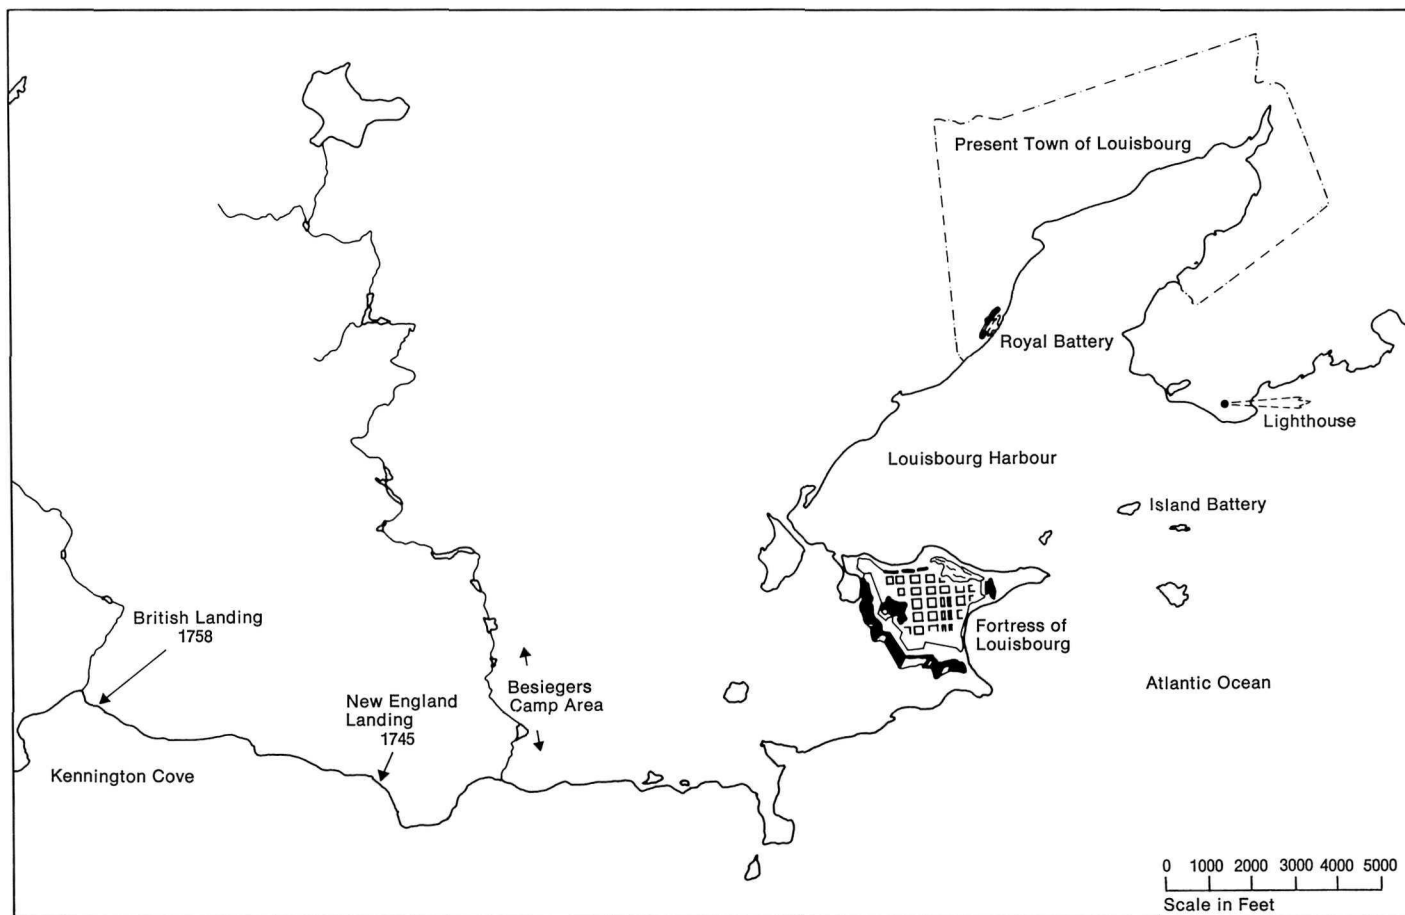 Present Town of Louisbourg
Royal Battery
Lighthouse
Louisbourg Harbour
Island Battery
British Landing
1758
Fortress of
Louisbourg
Besiegers
Camp Area
New England
Landing
1745
Atlantic Ocean
Kennington Cove
0 1000 2000 3000 4000 5000
Scale in Feet